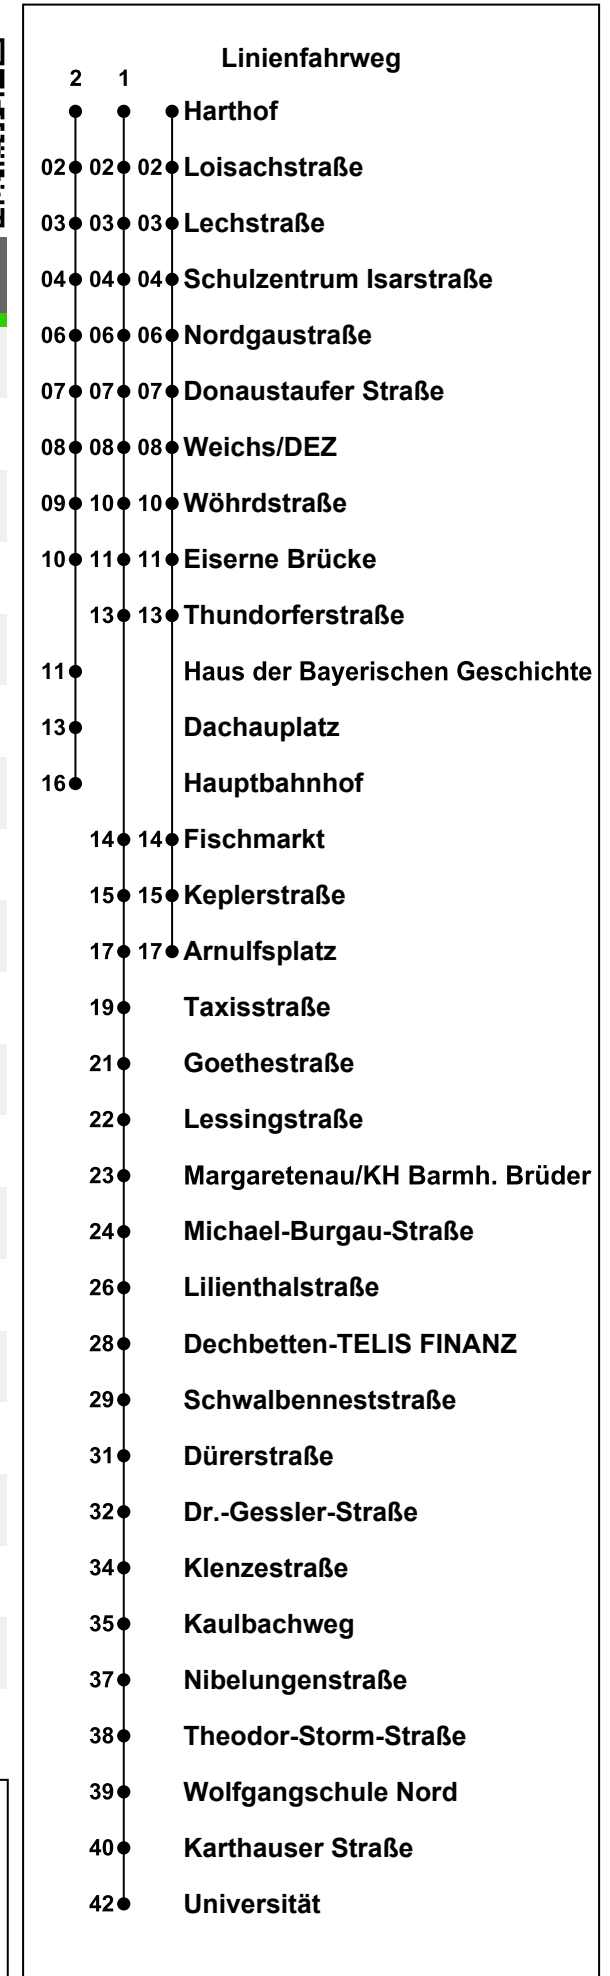 Linienfahrweg
2 1
Harthof
02 02 02 Loisachstraße
03 03 03 Lechstraße
04 04 04 Schulzentrum Isarstraße
06 06 06 Nordgaustraße
07 07 07 Donaustaufer Straße
08 08 08 Weichs/DEZ
09 10 10 Wöhrdstraße
10 11 11 Eiserne Brücke
13 13 Thundorferstraße
11 Haus der Bayerischen Geschichte
13 Dachauplatz
16 Hauptbahnhof
14 14 Fischmarkt
15 15 Keplerstraße
17 17 Arnulfsplatz
19 Taxisstraße
21 Goethestraße
22 Lessingstraße
23 Margaretenau/KH Barmh. Brüder
24 Michael-Burgau-Straße
26 Lilienthalstraße
28 Dechbetten-TELIS FINANZ
29 Schwalbenneststraße
31 Dürerstraße
32 Dr.-Gessler-Straße
34 Klenzestraße
35 Kaulbachweg
37 Nibelungenstraße
38 Theodor-Storm-Straße
39 Wolfgangschule Nord
40 Karthauser Straße
42 Universität